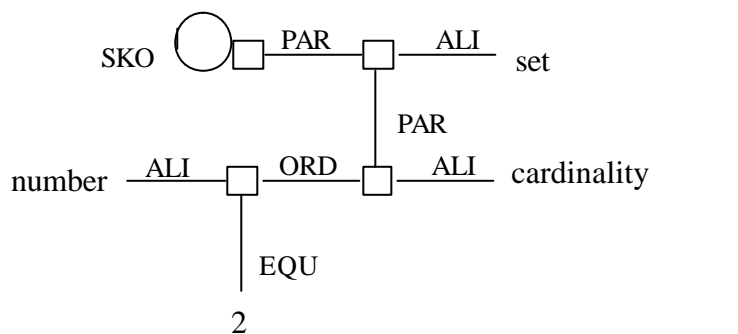 PAR ALI
SKO set
PAR
number ALI ORD ALI cardinality
EQU
2